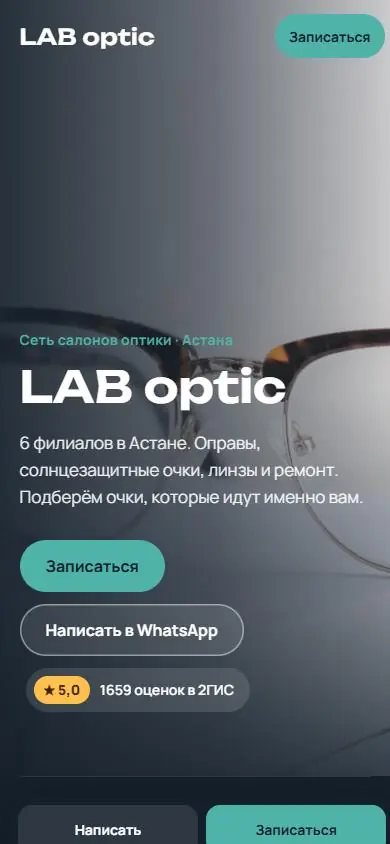 LAB optic
Записаться
Сеть салонов оптики · Астана
LAB optic
6 филиалов в Астане. Оправы,
солнцезащитные очки, линзы и ремонт.
Подберём очки, которые идут именно вам.
Записаться
Написать в WhatsApp
★ 5,0 1659 оценок в 2ГИС
Написать
Записаться